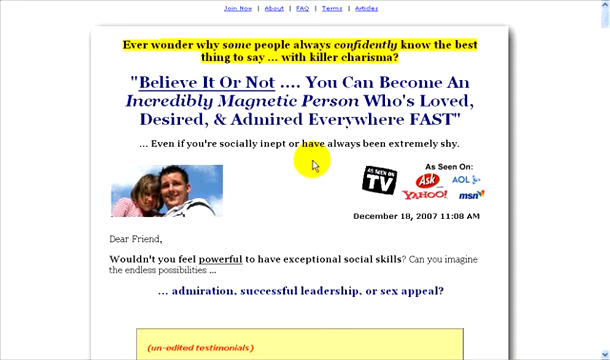 Join Now | About | FAQ | Terms | Articles
Ever wonder why some people always confidently know the best
thing to say ... with killer charisma?
"Believe It Or Not .... You Can Become An
Incredibly Magnetic Person Who's Loved,
Desired, & Admired Everywhere FAST"
... Even if you're socially inept or have always been extremely shy.
As Seen On:
AS SEEN ON
TV
Ask
AOL
YAHOO!
msn
December 18, 2007 11:08 AM
Dear Friend,
Wouldn't you feel powerful to have exceptional social skills? Can you imagine
the endless possibilities ...
... admiration, successful leadership, or sex appeal?
(un-edited testimonials)